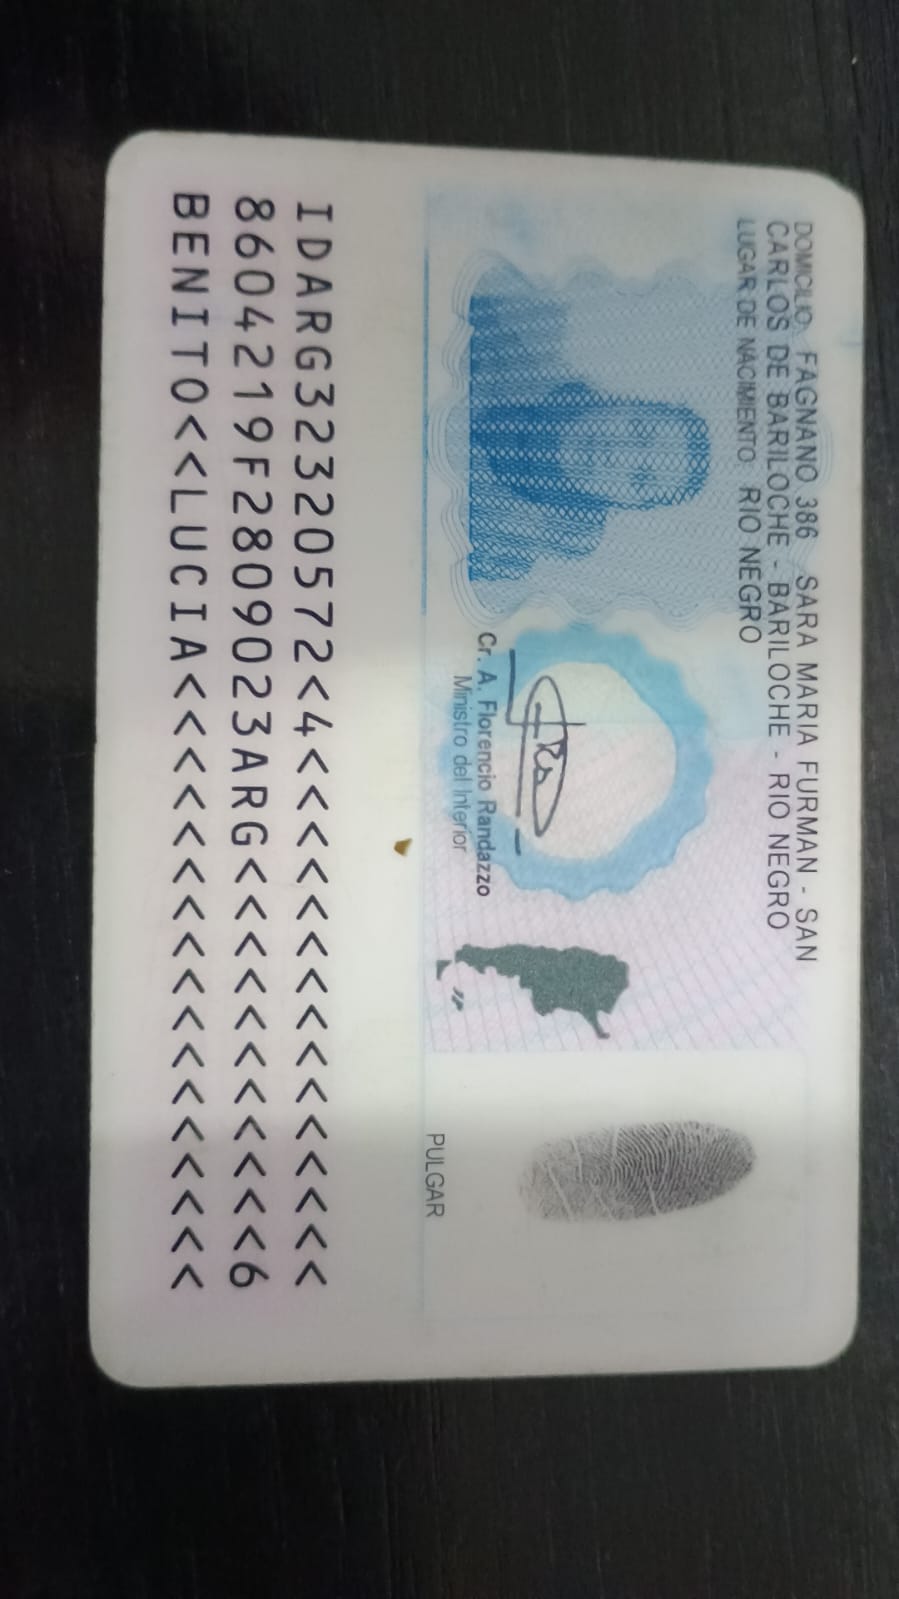 DOMICILIO: FAGNANO 386 SARA MARIA FURMAN - SAN
CARLOS DE BARILOCHE - BARILOCHE - RIO NEGRO
LUGAR DE NACIMIENTO: RIO NEGRO
Cr. A. Florencio Randazzo
Ministro del Interior
PULGAR
IDARG32320572<4<<<<<<<<<<<<<<<
8604219F2809023ARG<<<<<<<<<<<6
BENITO<<LUCIA<<<<<<<<<<<<<<<<<